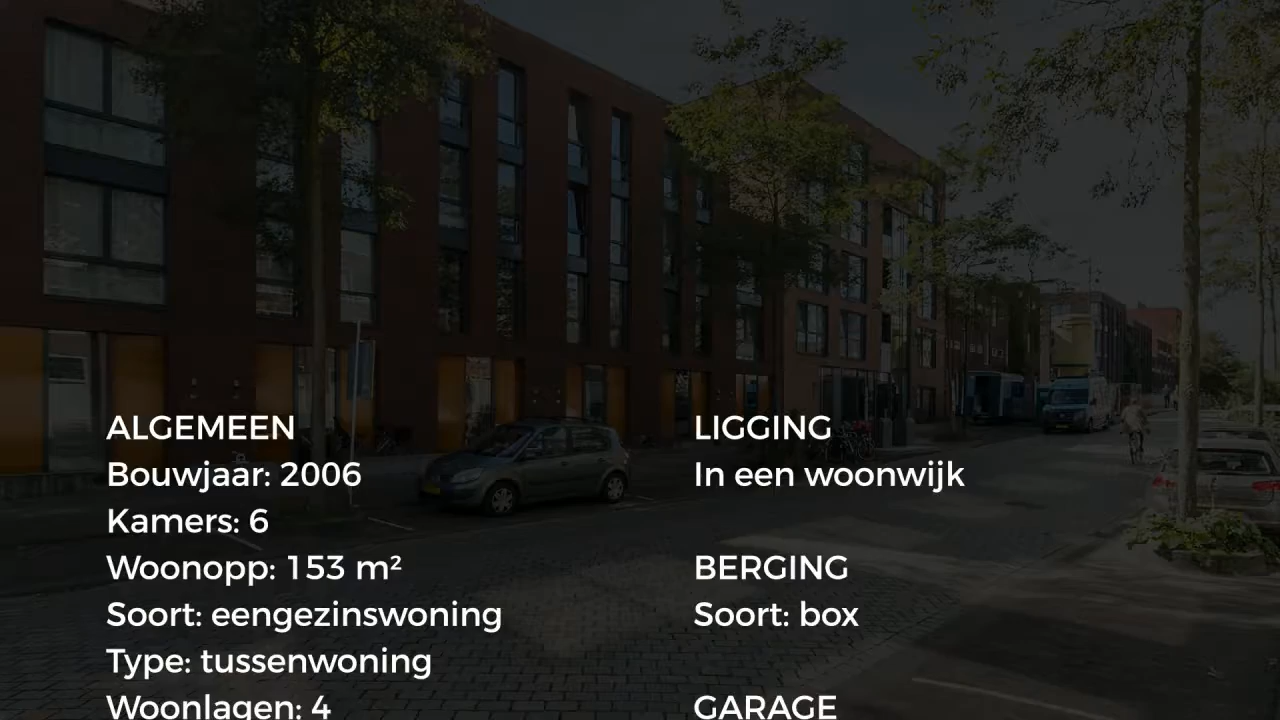 ALGEMEEN
Bouwjaar: 2006
Kamers: 6
Woonopp: 153 m²
Soort: eengezinswoning
Type: tussenwoning
Woonlagen: 4
LIGGING
In een woonwijk
BERGING
Soort: box
GARAGE